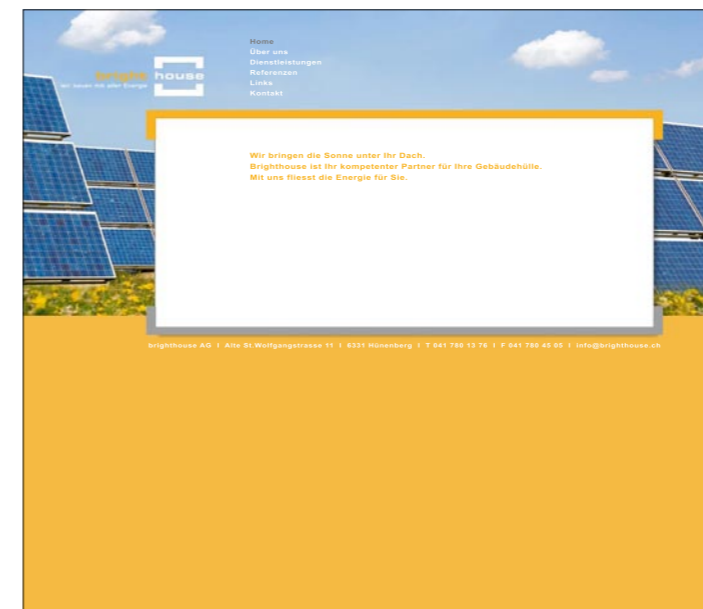 Home
Über uns
Dienstleistungen
Referenzen
Links
Kontakt
bright house
wir bauen mit aller Energie
Wir bringen die Sonne unter Ihr Dach.
Brighthouse ist Ihr kompetenter Partner für Ihre Gebäudehülle.
Mit uns fliesst die Energie für Sie.
brighthouse AG I Alte St.Wolfgangstrasse 11 I 6331 Hünenberg I T 041 780 13 76 I F 041 780 45 05 I info@brighthouse.ch